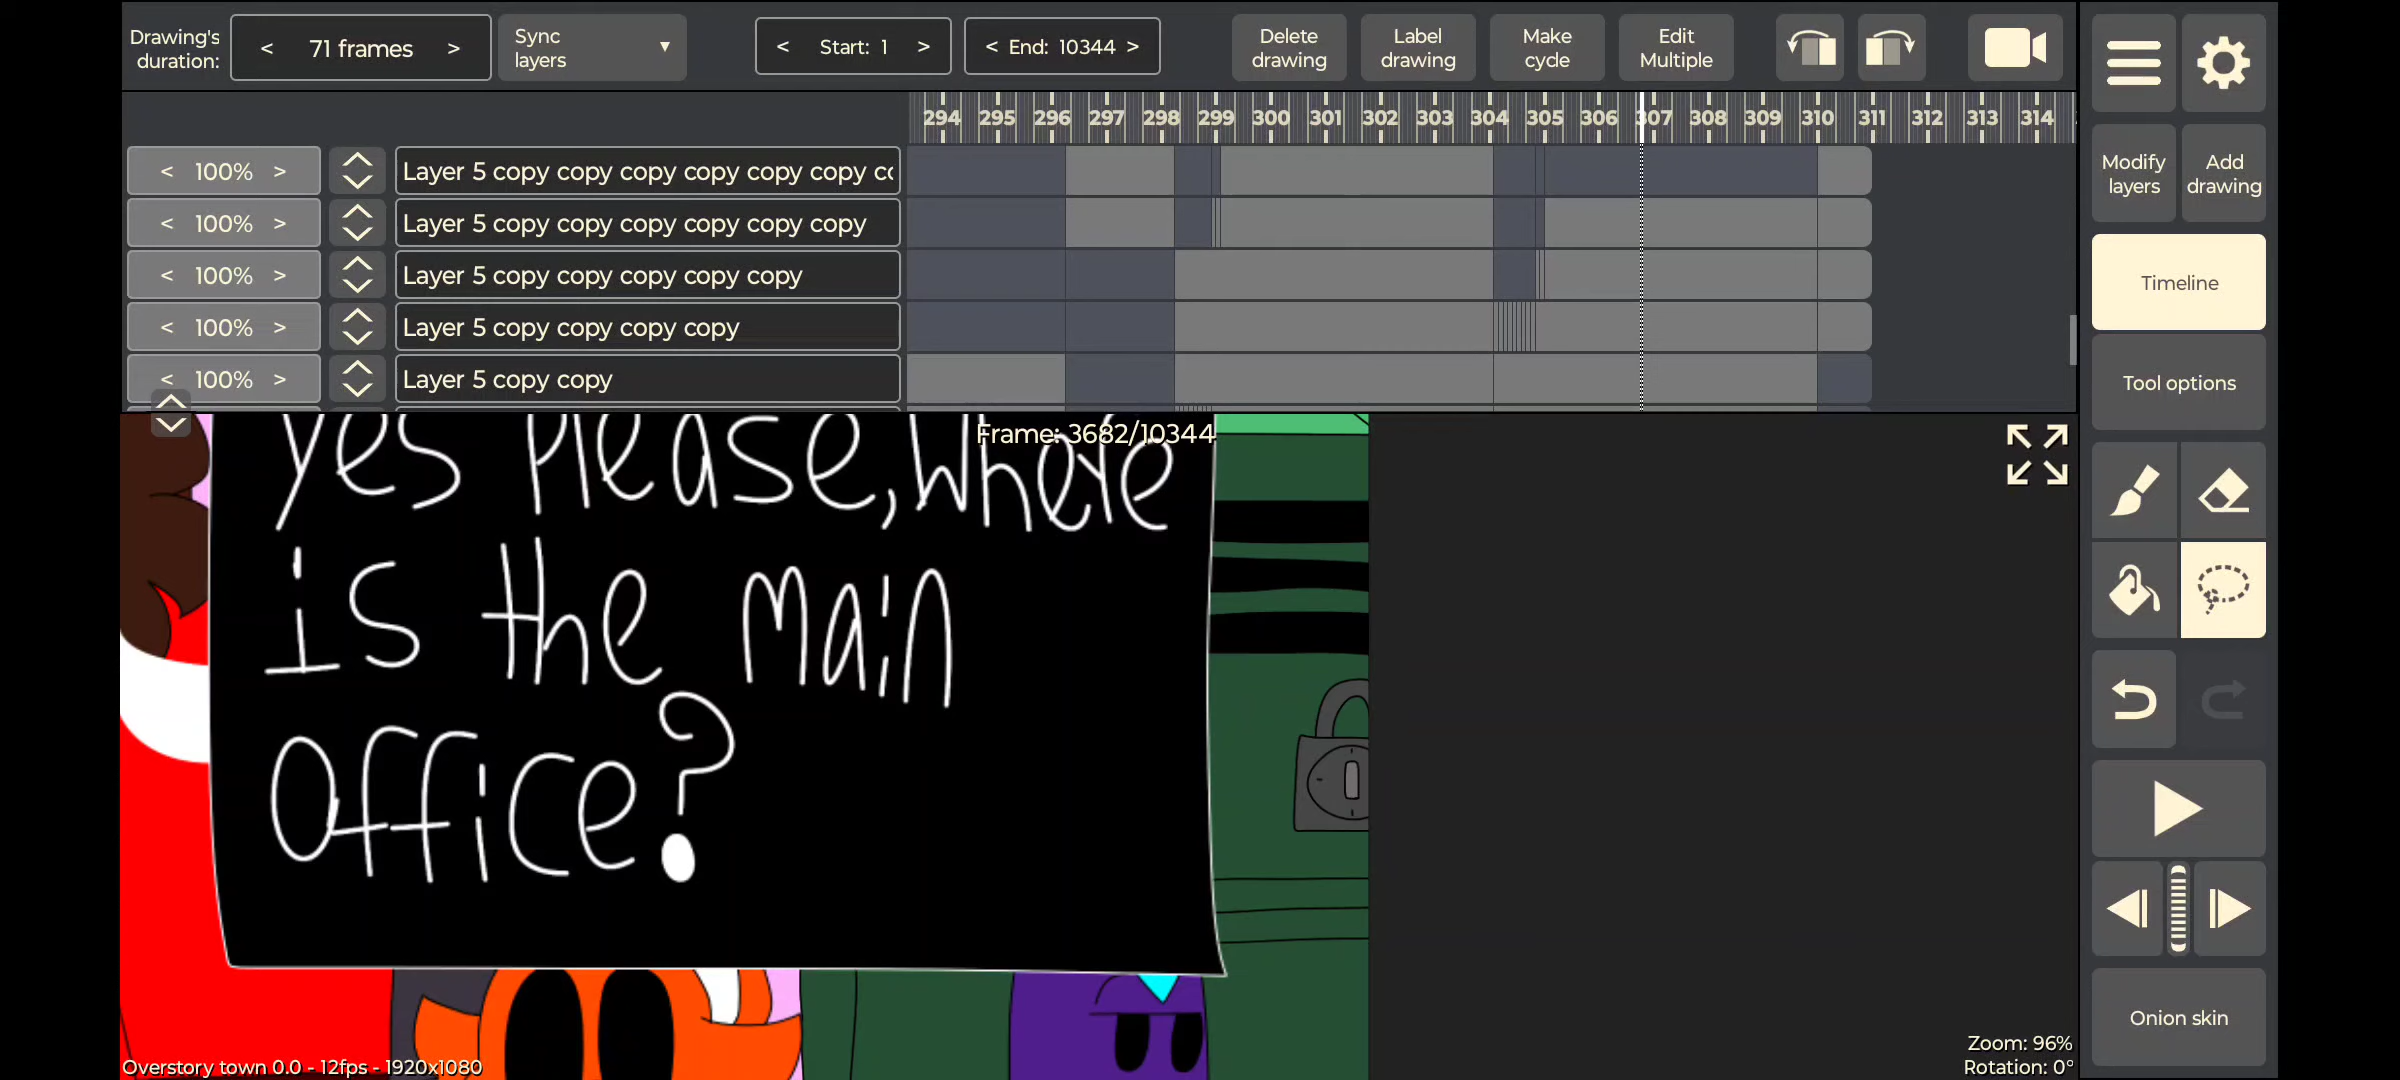 Drawing's duration:
< 71 frames >
Sync layers ▼
< Start: 1 >
< End: 10344 >
Delete drawing
Label drawing
Make cycle
Edit Multiple
294 295 296 297 298 299 300 301 302 303 304 305 306 307 308 309 310 311 312 313 314
< 100% > Layer 5 copy copy copy copy copy copy co
< 100% > Layer 5 copy copy copy copy copy copy
< 100% > Layer 5 copy copy copy copy copy
< 100% > Layer 5 copy copy copy copy
< 100% > Layer 5 copy copy
Modify layers
Add drawing
Timeline
Tool options
Frame: 3682/10344
yes please, where
is the main
office?
Onion skin
Zoom: 96%
Rotation: 0°
Overstory town 0.0 - 12fps - 1920x1080